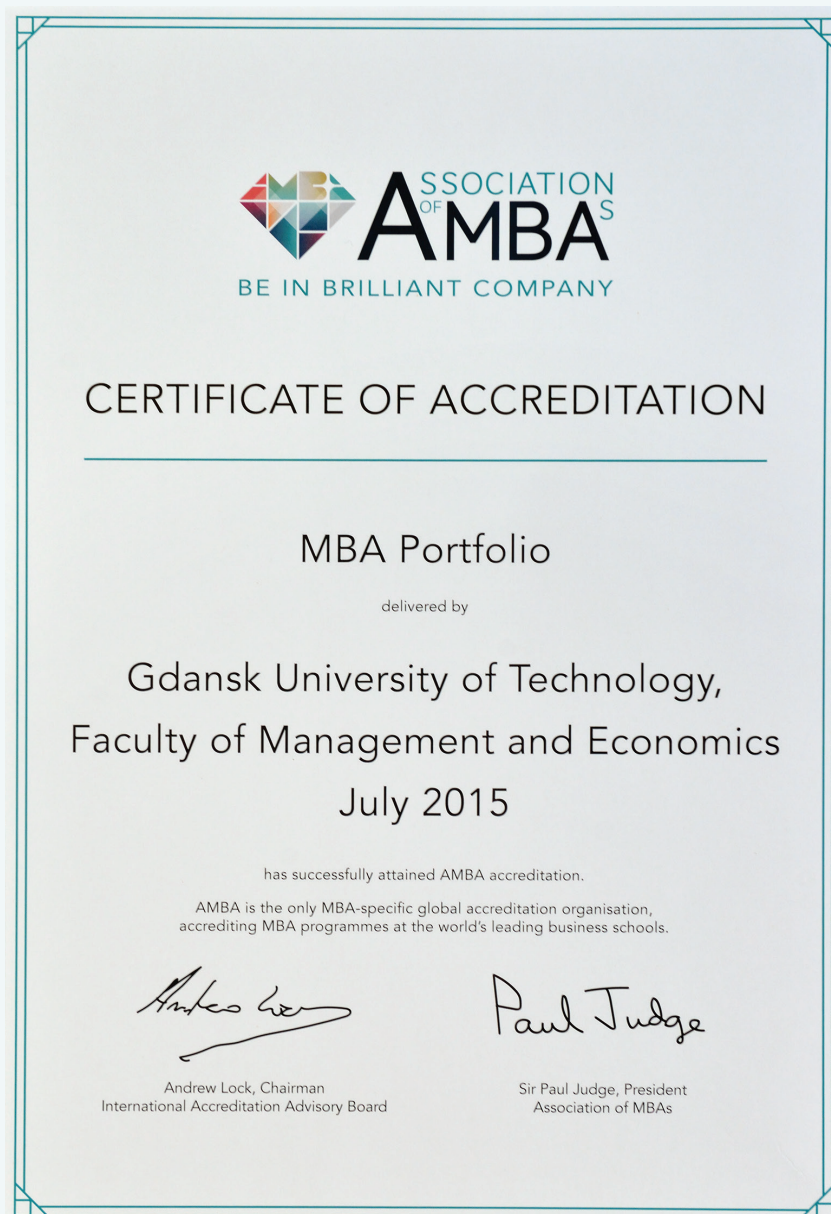 MBA
ASSOCIATION
OF AMBAS
BE IN BRILLIANT COMPANY
CERTIFICATE OF ACCREDITATION
MBA Portfolio
delivered by
Gdansk University of Technology,
Faculty of Management and Economics
July 2015
has successfully attained AMBA accreditation.
AMBA is the only MBA-specific global accreditation organisation,
accrediting MBA programmes at the world's leading business schools.
Paul Judge
Andrew Lock, Chairman
International Accreditation Advisory Board
Sir Paul Judge, President
Association of MBAs